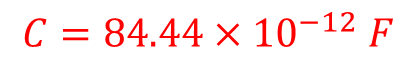 C = 84.44 × 10⁻¹² F